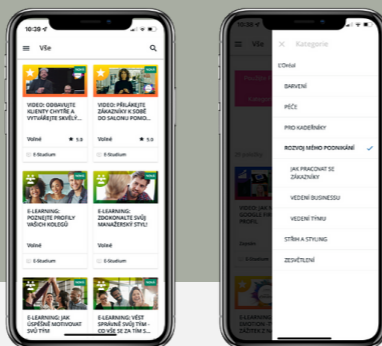 10:39
Vše
VIDEO: ODBAVUJTE
KLIENTY CHYTŘE A
VYTVÁŘEJTE SKVĚLÝ...
Volné
5.0
E-Studium
VIDEO: PŘILÁKEJTE
ZÁKAZNÍKY K SOBĚ
DO SALONU POMO...
Volné
5.0
E-Studium
E-LEARNING:
POZNEJTE PROFILY
VAŠICH KOLEGŮ
Volné
E-Studium
E-LEARNING:
ZDOKONALTE SVŮJ
MANAŽERSKÝ STYL!
Volné
E-Studium
E-LEARNING: JAK
ÚSPĚŠNĚ MOTIVOVAT
SVŮJ TÝM
E-LEARNING: VÉST
SPRÁVNĚ SVŮJ TÝM -
CO VŠE SE ZA TÍM S...
10:39
Vše
Kategorie
BARVENÍ
PÉČE
PRO KADEŘNÍKY
ROZVOJ MÉHO PODNIKÁNÍ
JAK PRACOVAT SE
ZÁKAZNÍKY
VEDENÍ BUSINESSU
VEDENÍ TÝMU
STŘIH A STYLING
ZESVĚTLENÍ